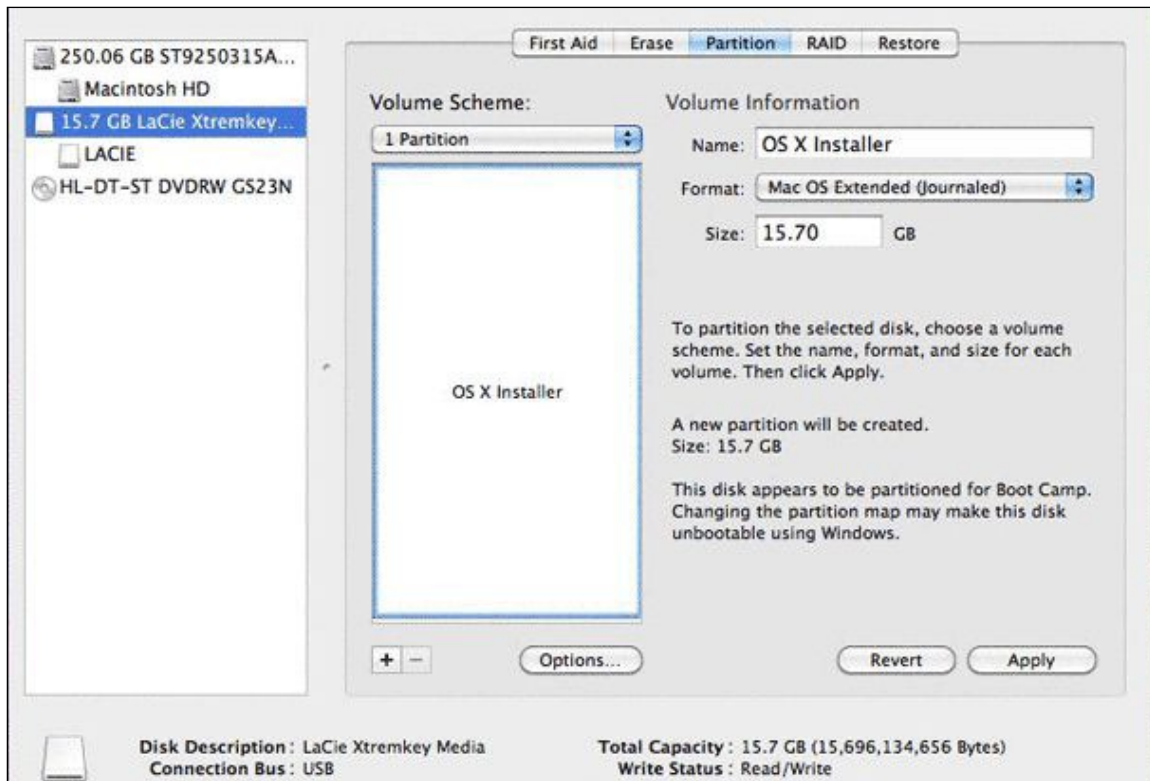 250.06 GB ST9250315A...
Macintosh HD
15.7 GB LaCie Xtremkey...
LACIE
HL-DT-ST DVDRW GS23N
First Aid Erase Partition RAID Restore
Volume Scheme:
1 Partition
OS X Installer
+ −
Options...
Volume Information
Name: OS X Installer
Format: Mac OS Extended (Journaled)
Size: 15.70 GB
To partition the selected disk, choose a volume
scheme. Set the name, format, and size for each
volume. Then click Apply.
A new partition will be created.
Size: 15.7 GB
This disk appears to be partitioned for Boot Camp.
Changing the partition map may make this disk
unbootable using Windows.
Revert Apply
Disk Description : LaCie Xtremkey Media
Connection Bus : USB
Total Capacity : 15.7 GB (15,696,134,656 Bytes)
Write Status : Read/Write